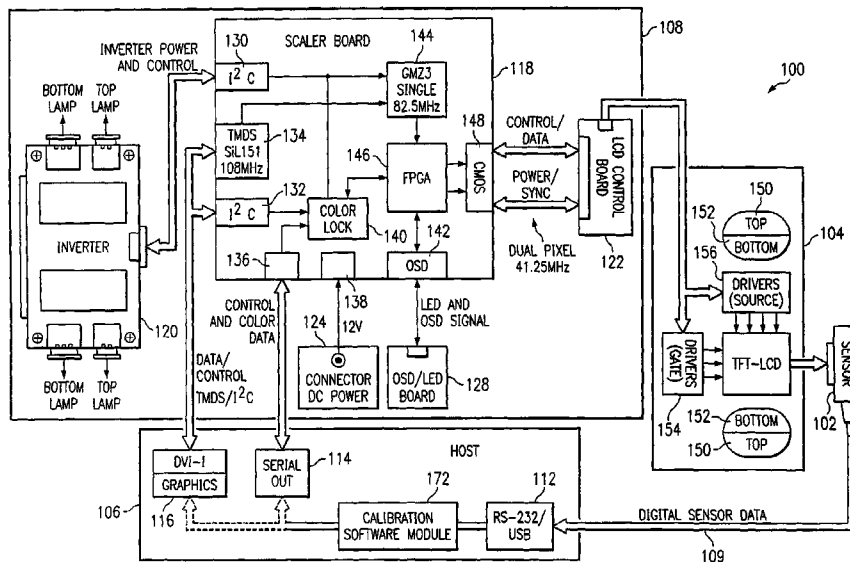 100
108
INVERTER POWER
AND CONTROL
BOTTOM
LAMP
TOP
LAMP
INVERTER
120
BOTTOM
LAMP
TOP
LAMP
SCALER BOARD
118
130
I²C
144
GMZ3
SINGLE
82.5MHz
TMDS
SiL151
108MHz
134
132
I²C
COLOR
LOCK
140
146
FPGA
148
CMOS
142
OSD
136
138
CONTROL/
DATA
POWER/
SYNC
DUAL PIXEL
41.25MHz
LCD CONTROL
BOARD
122
CONTROL
AND COLOR
DATA
124
12V
CONNECTOR
DC POWER
LED AND
OSD SIGNAL
OSD/LED
BOARD
128
DATA/
CONTROL
TMDS/I²C
104
150
152
TOP
BOTTOM
156
DRIVERS
(SOURCE)
DRIVERS
(GATE)
154
TFT-LCD
152
BOTTOM
150
TOP
SENSOR
102
HOST
106
DVI-I
GRAPHICS
116
SERIAL
OUT
114
172
CALIBRATION
SOFTWARE MODULE
112
RS-232/
USB
DIGITAL SENSOR DATA
109